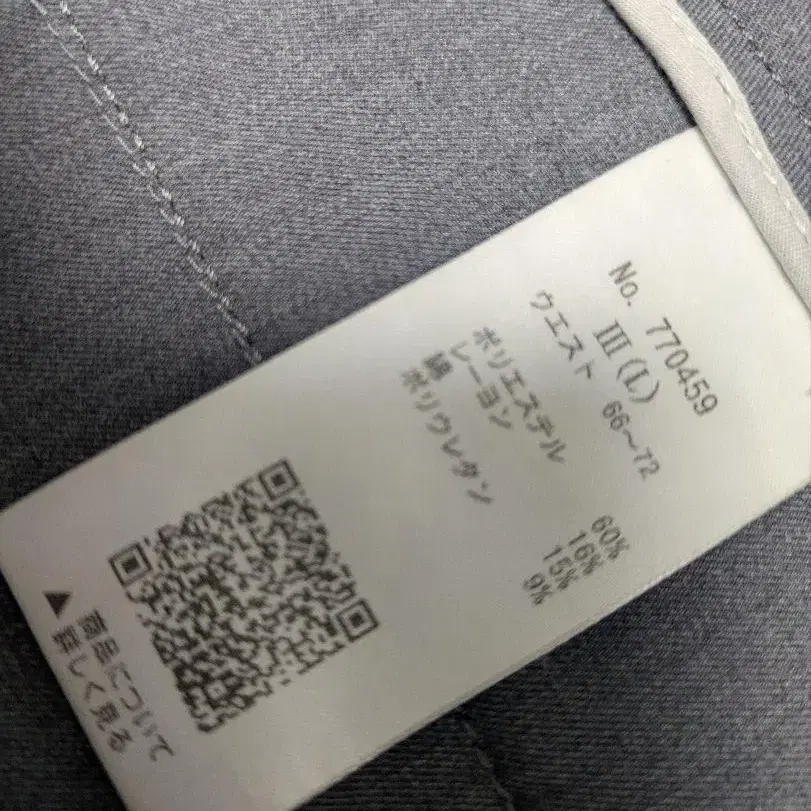 No. 770459
III(L)
ウエスト 66～72
ポリエステル 60%
レーヨン 16%
綿 15%
ポリウレタン 9%
▲ 商品について
詳しく見る